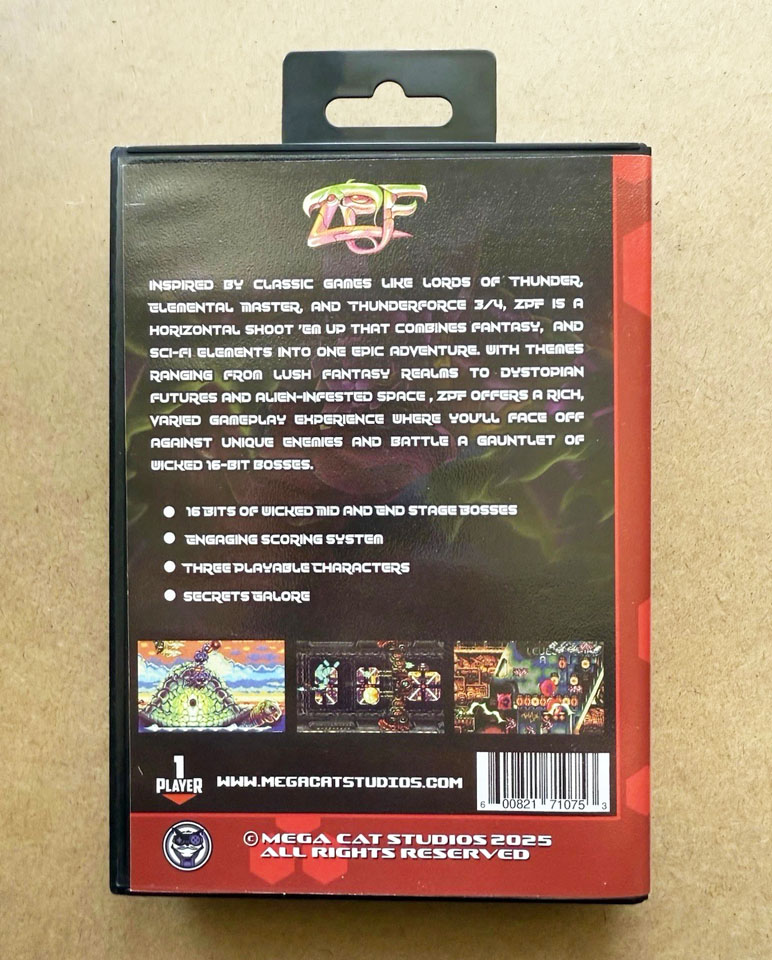 ZPF
INSPIRED BY CLASSIC GAMES LIKE LORDS OF THUNDER,
ELEMENTAL MASTER, AND THUNDERFORCE 3/4, ZPF IS A
HORIZONTAL SHOOT 'EM UP THAT COMBINES FANTASY, AND
SCI-FI ELEMENTS INTO ONE EPIC ADVENTURE. WITH THEMES
RANGING FROM LUSH FANTASY REALMS TO DYSTOPIAN
FUTURES AND ALIEN-INFESTED SPACE , ZPF OFFERS A RICH,
VARIED GAMEPLAY EXPERIENCE WHERE YOU'LL FACE OFF
AGAINST UNIQUE ENEMIES AND BATTLE A GAUNTLET OF
WICKED 16-BIT BOSSES.
● 16 BITS OF WICKED MID AND END STAGE BOSSES
● ENGAGING SCORING SYSTEM
● THREE PLAYABLE CHARACTERS
● SECRETS GALORE
1
PLAYER
WWW.MEGACATSTUDIOS.COM
6 00821 71075 3
© MEGA CAT STUDIOS 2025
ALL RIGHTS RESERVED